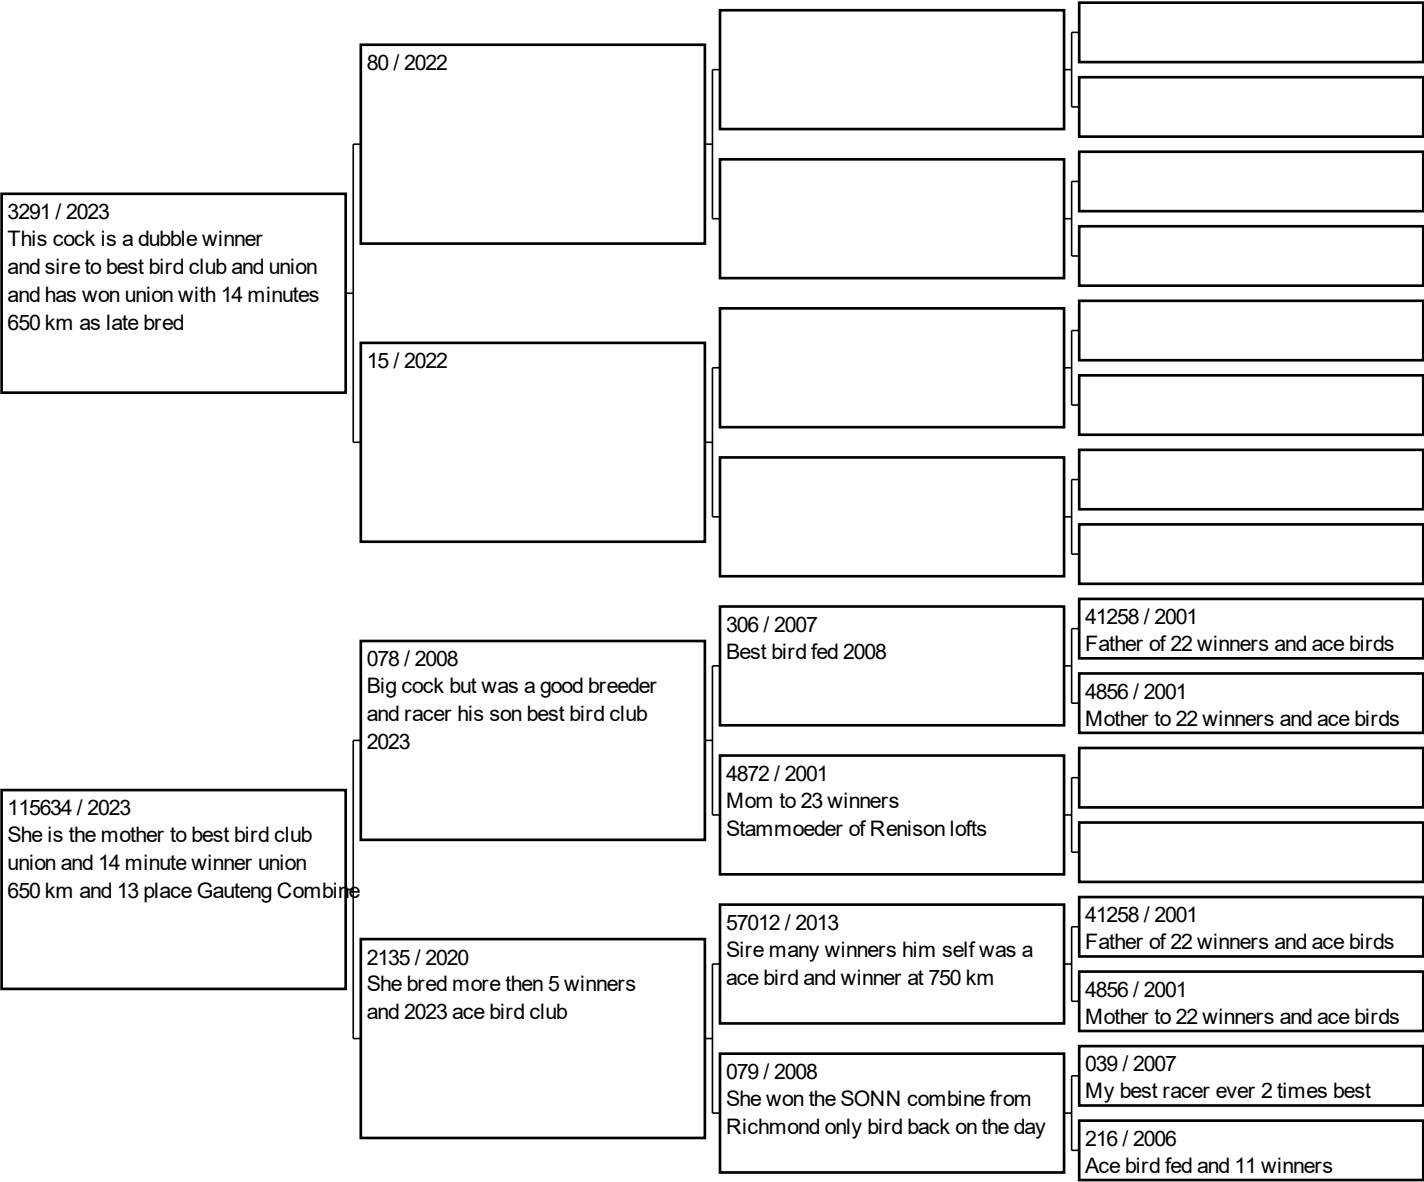 3291 / 2023
This cock is a dubble winner
and sire to best bird club and union
and has won union with 14 minutes
650 km as late bred
80 / 2022
15 / 2022
115634 / 2023
She is the mother to best bird club
union and 14 minute winner union
650 km and 13 place Gauteng Combine
078 / 2008
Big cock but was a good breeder
and racer his son best bird club
2023
2135 / 2020
She bred more then 5 winners
and 2023 ace bird club
306 / 2007
Best bird fed 2008
4872 / 2001
Mom to 23 winners
Stammoeder of Renison lofts
57012 / 2013
Sire many winners him self was a
ace bird and winner at 750 km
079 / 2008
She won the SONN combine from
Richmond only bird back on the day
41258 / 2001
Father of 22 winners and ace birds
4856 / 2001
Mother to 22 winners and ace birds
41258 / 2001
Father of 22 winners and ace birds
4856 / 2001
Mother to 22 winners and ace birds
039 / 2007
My best racer ever 2 times best
216 / 2006
Ace bird fed and 11 winners